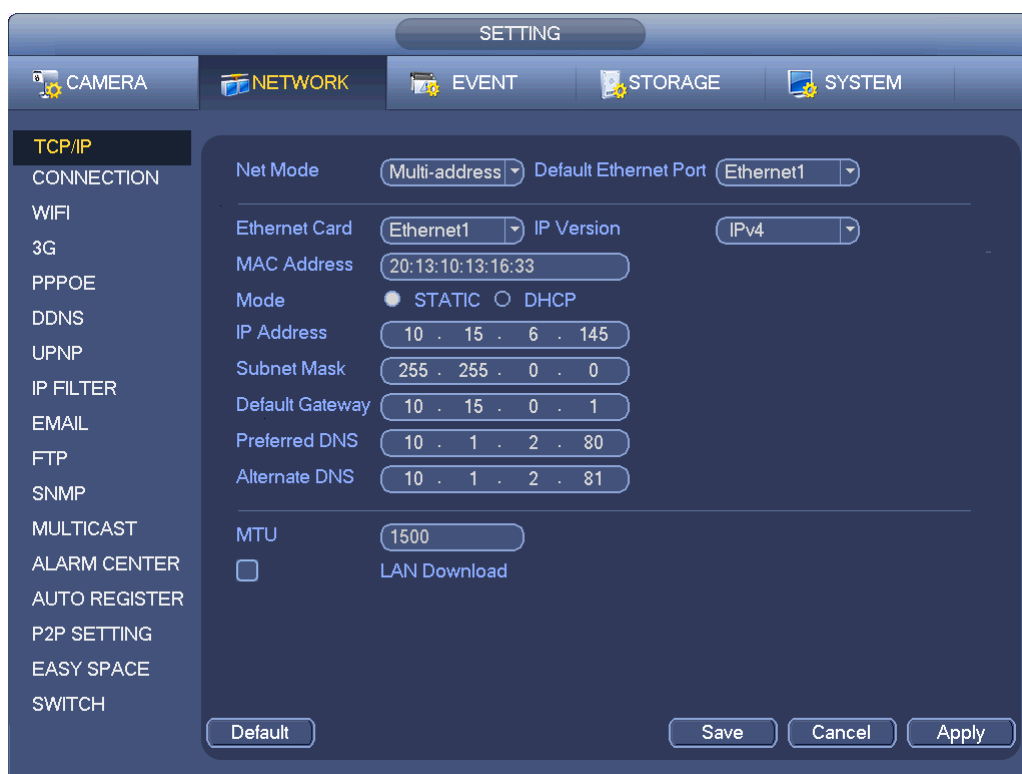 SETTING
CAMERA NETWORK EVENT STORAGE SYSTEM
TCP/IP
CONNECTION
WIFI
3G
PPPOE
DDNS
UPNP
IP FILTER
EMAIL
FTP
SNMP
MULTICAST
ALARM CENTER
AUTO REGISTER
P2P SETTING
EASY SPACE
SWITCH
Net Mode Multi-address Default Ethernet Port Ethernet1
Ethernet Card Ethernet1 IP Version IPv4
MAC Address 20:13:10:13:16:33
Mode STATIC DHCP
IP Address 10 . 15 . 6 . 145
Subnet Mask 255 . 255 . 0 . 0
Default Gateway 10 . 15 . 0 . 1
Preferred DNS 10 . 1 . 2 . 80
Alternate DNS 10 . 1 . 2 . 81
MTU 1500
LAN Download
Default Save Cancel Apply